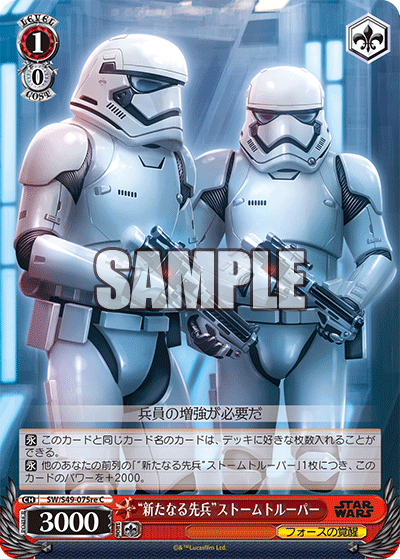 LEVEL
1
0
COST
SAMPLE
兵員の増強が必要だ
永 このカードと同じカード名のカードは、デッキに好きな枚数入れることができる。
永 他のあなたの前列の「“新たなる先兵”ストームトルーパー」1枚につき、このカードのパワーを+2000。
CH SW/S49-075re C
3000
“新たなる先兵”ストームトルーパー
STAR WARS
フォースの覚醒
©&™ Lucasfilm Ltd.